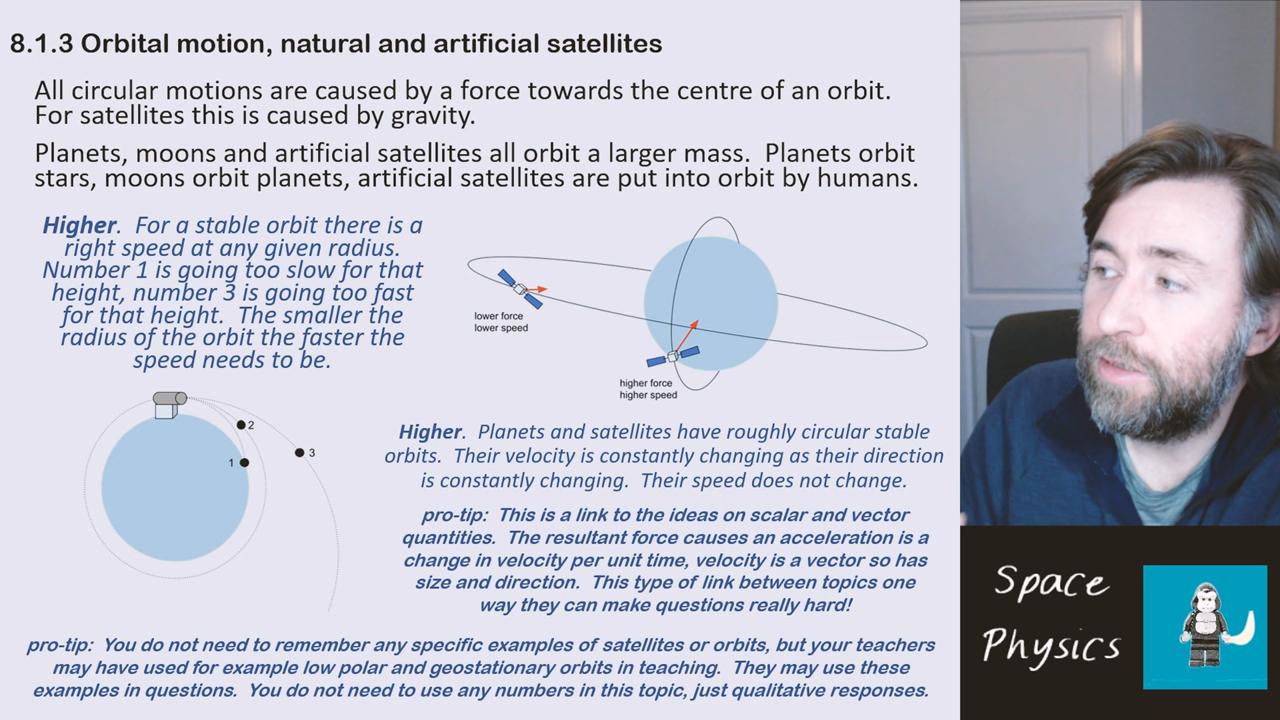 8.1.3 Orbital motion, natural and artificial satellites
All circular motions are caused by a force towards the centre of an orbit.
For satellites this is caused by gravity.
Planets, moons and artificial satellites all orbit a larger mass.  Planets orbit
stars, moons orbit planets, artificial satellites are put into orbit by humans.
Higher.  For a stable orbit there is a
right speed at any given radius.
Number 1 is going too slow for that
height, number 3 is going too fast
for that height.  The smaller the
radius of the orbit the faster the
speed needs to be.
lower force
lower speed
higher force
higher speed
2
1
3
Higher.  Planets and satellites have roughly circular stable
orbits.  Their velocity is constantly changing as their direction
is constantly changing.  Their speed does not change.
pro-tip:  This is a link to the ideas on scalar and vector
quantities.  The resultant force causes an acceleration is a
change in velocity per unit time, velocity is a vector so has
size and direction.  This type of link between topics one
way they can make questions really hard!
pro-tip:  You do not need to remember any specific examples of satellites or orbits, but your teachers
may have used for example low polar and geostationary orbits in teaching.  They may use these
examples in questions.  You do not need to use any numbers in this topic, just qualitative responses.
Space
Physics